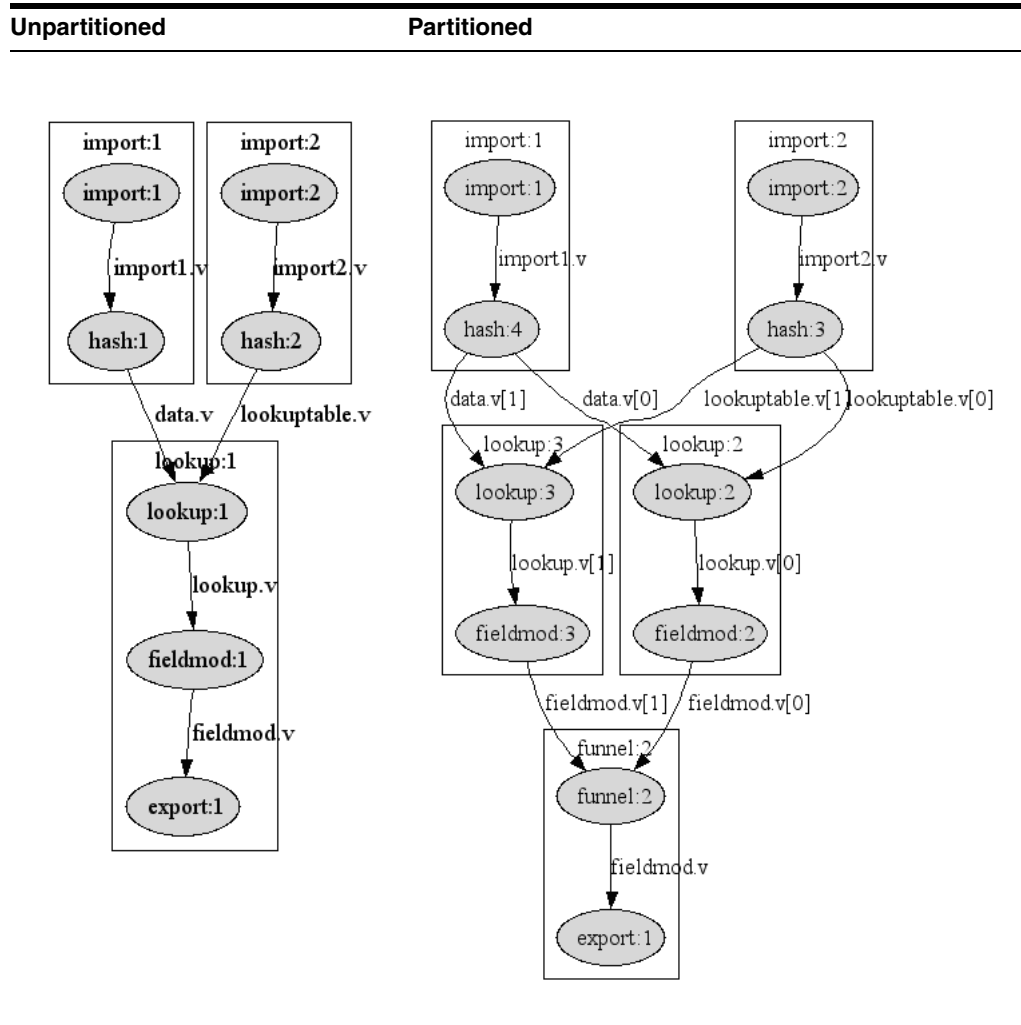 Unpartitioned Partitioned
import:1 import:2 import:1 import:2
import:1 import:2 import:1 import:2
import1.v import2.v import1.v import2.v
hash:1 hash:2 hash:4 hash:3
data.v lookuptable.v data.v[1] data.v[0] lookuptable.v[1] lookuptable.v[0]
lookup:1 lookup:3 lookup:2
lookup:1 lookup:3 lookup:2
lookup.v lookup.v[1] lookup.v[0]
fieldmod:1 fieldmod:3 fieldmod:2
fieldmod.v fieldmod.v[1] fieldmod.v[0]
export:1 funnel:2
funnel:2
fieldmod.v
export:1